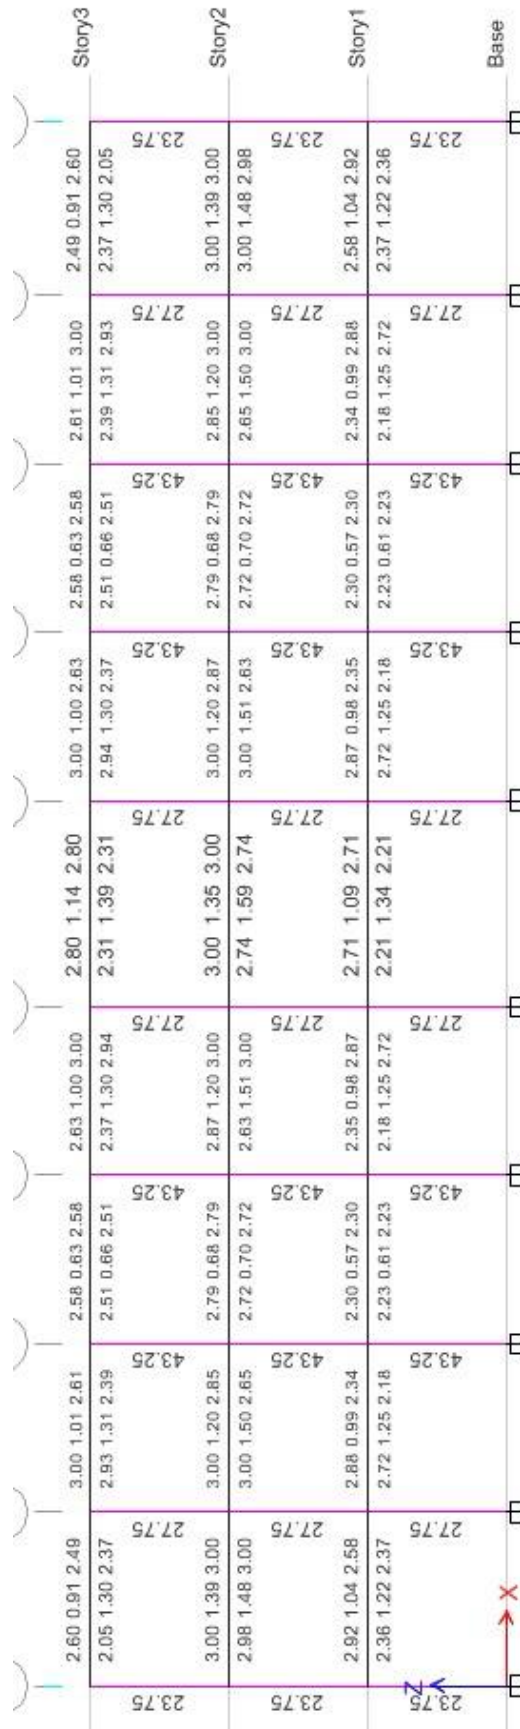 2.60 0.91 2.49 3.00 1.01 2.61 2.58 0.63 2.58 2.63 1.00 3.00 2.80 1.14 2.80 3.00 1.00 2.63 2.58 0.63 2.58 2.61 1.01 3.00 2.49 0.91 2.60 Story3
2.05 1.30 2.37 2.93 1.31 2.39 2.51 0.66 2.51 2.37 1.30 2.94 2.31 1.39 2.31 2.94 1.30 2.37 2.51 0.66 2.51 2.39 1.31 2.93 2.37 1.30 2.05
23.75 27.75 43.25 43.25 27.75 27.75 43.25 43.25 27.75 23.75
3.00 1.39 3.00 3.00 1.20 2.85 2.79 0.68 2.79 2.87 1.20 3.00 3.00 1.35 3.00 3.00 1.20 2.87 2.79 0.68 2.79 2.85 1.20 3.00 3.00 1.39 3.00 Story2
2.98 1.48 3.00 3.00 1.50 2.65 2.72 0.70 2.72 2.63 1.51 3.00 2.74 1.59 2.74 3.00 1.51 2.63 2.72 0.70 2.72 2.65 1.50 3.00 3.00 1.48 2.98
23.75 27.75 43.25 43.25 27.75 27.75 43.25 43.25 27.75 23.75
2.92 1.04 2.58 2.88 0.99 2.34 2.30 0.57 2.30 2.35 0.98 2.87 2.71 1.09 2.71 2.87 0.98 2.35 2.30 0.57 2.30 2.34 0.99 2.88 2.58 1.04 2.92 Story1
2.36 1.22 2.37 2.72 1.25 2.18 2.23 0.61 2.23 2.18 1.25 2.72 2.21 1.34 2.21 2.72 1.25 2.18 2.23 0.61 2.23 2.18 1.25 2.72 2.37 1.22 2.36
Z
23.75 27.75 43.25 43.25 27.75 27.75 43.25 43.25 27.75 23.75
X Base